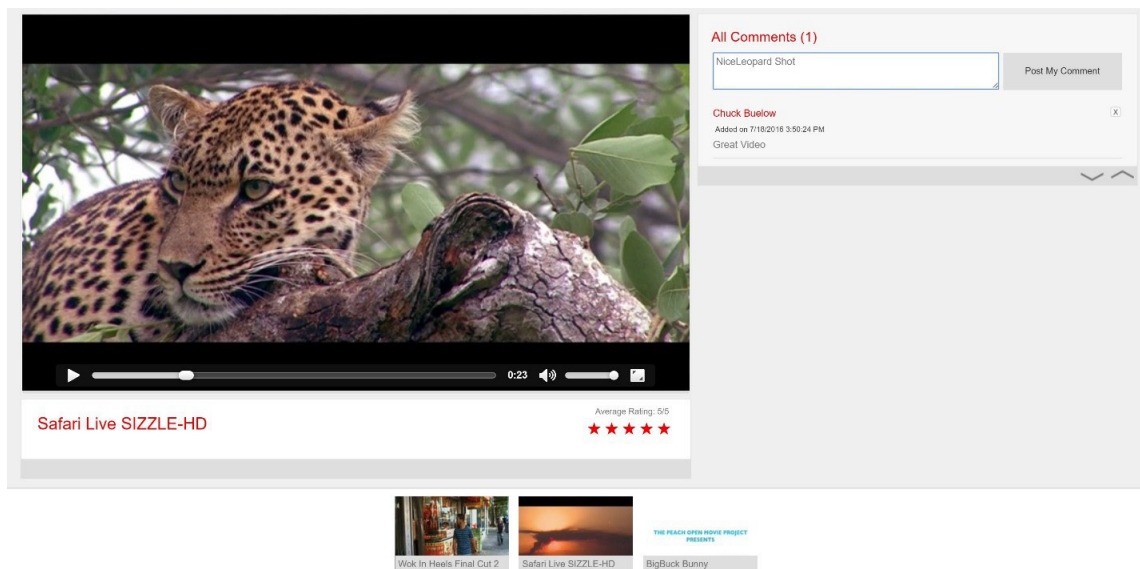 All Comments (1)
NiceLeopard Shot
Post My Comment
Chuck Buelow
X
Added on 7/18/2016 3:50:24 PM
Great Video
0:23
Safari Live SIZZLE-HD
Average Rating: 5/5
THE PEACH OPEN MOVIE PROJECT
PRESENTS
Wok In Heels Final Cut 2
Safari Live SIZZLE-HD
BigBuck Bunny